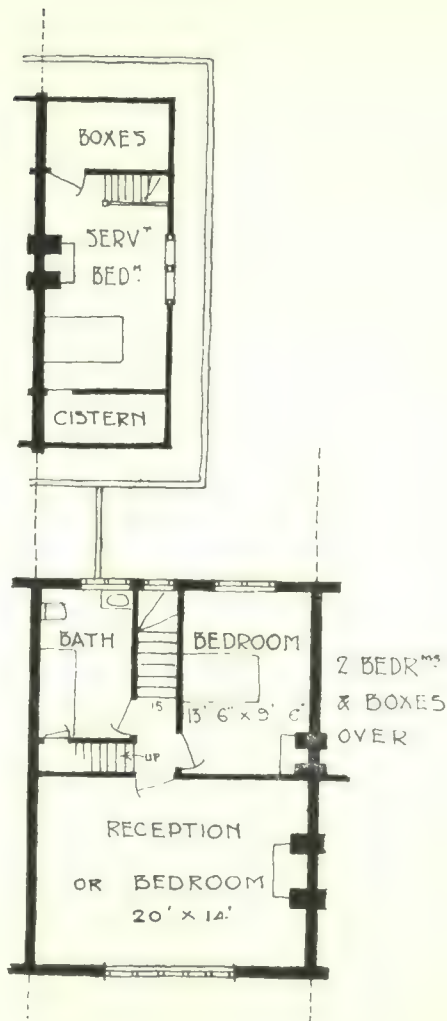 BOXES
SERVT
BEDM
CISTERN
BATH
BEDROOM
15
13' 6" x 9' 6"
UP
2 BEDRMS
& BOXES
OVER
RECEPTION
OR BEDROOM
20' x 14'